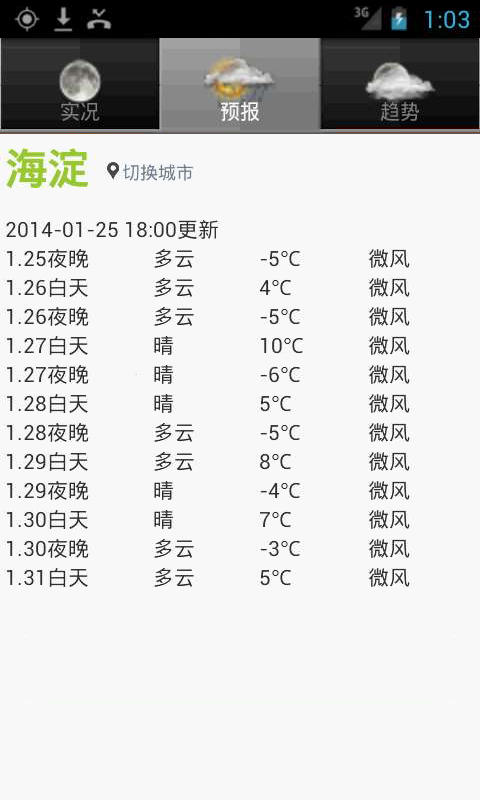 3G 1:03
实况 预报 趋势
海淀 切换城市
2014-01-25 18:00更新
1.25夜晚 多云 -5℃ 微风
1.26白天 多云 4℃ 微风
1.26夜晚 多云 -5℃ 微风
1.27白天 晴 10℃ 微风
1.27夜晚 晴 -6℃ 微风
1.28白天 晴 5℃ 微风
1.28夜晚 多云 -5℃ 微风
1.29白天 多云 8℃ 微风
1.29夜晚 晴 -4℃ 微风
1.30白天 晴 7℃ 微风
1.30夜晚 多云 -3℃ 微风
1.31白天 多云 5℃ 微风